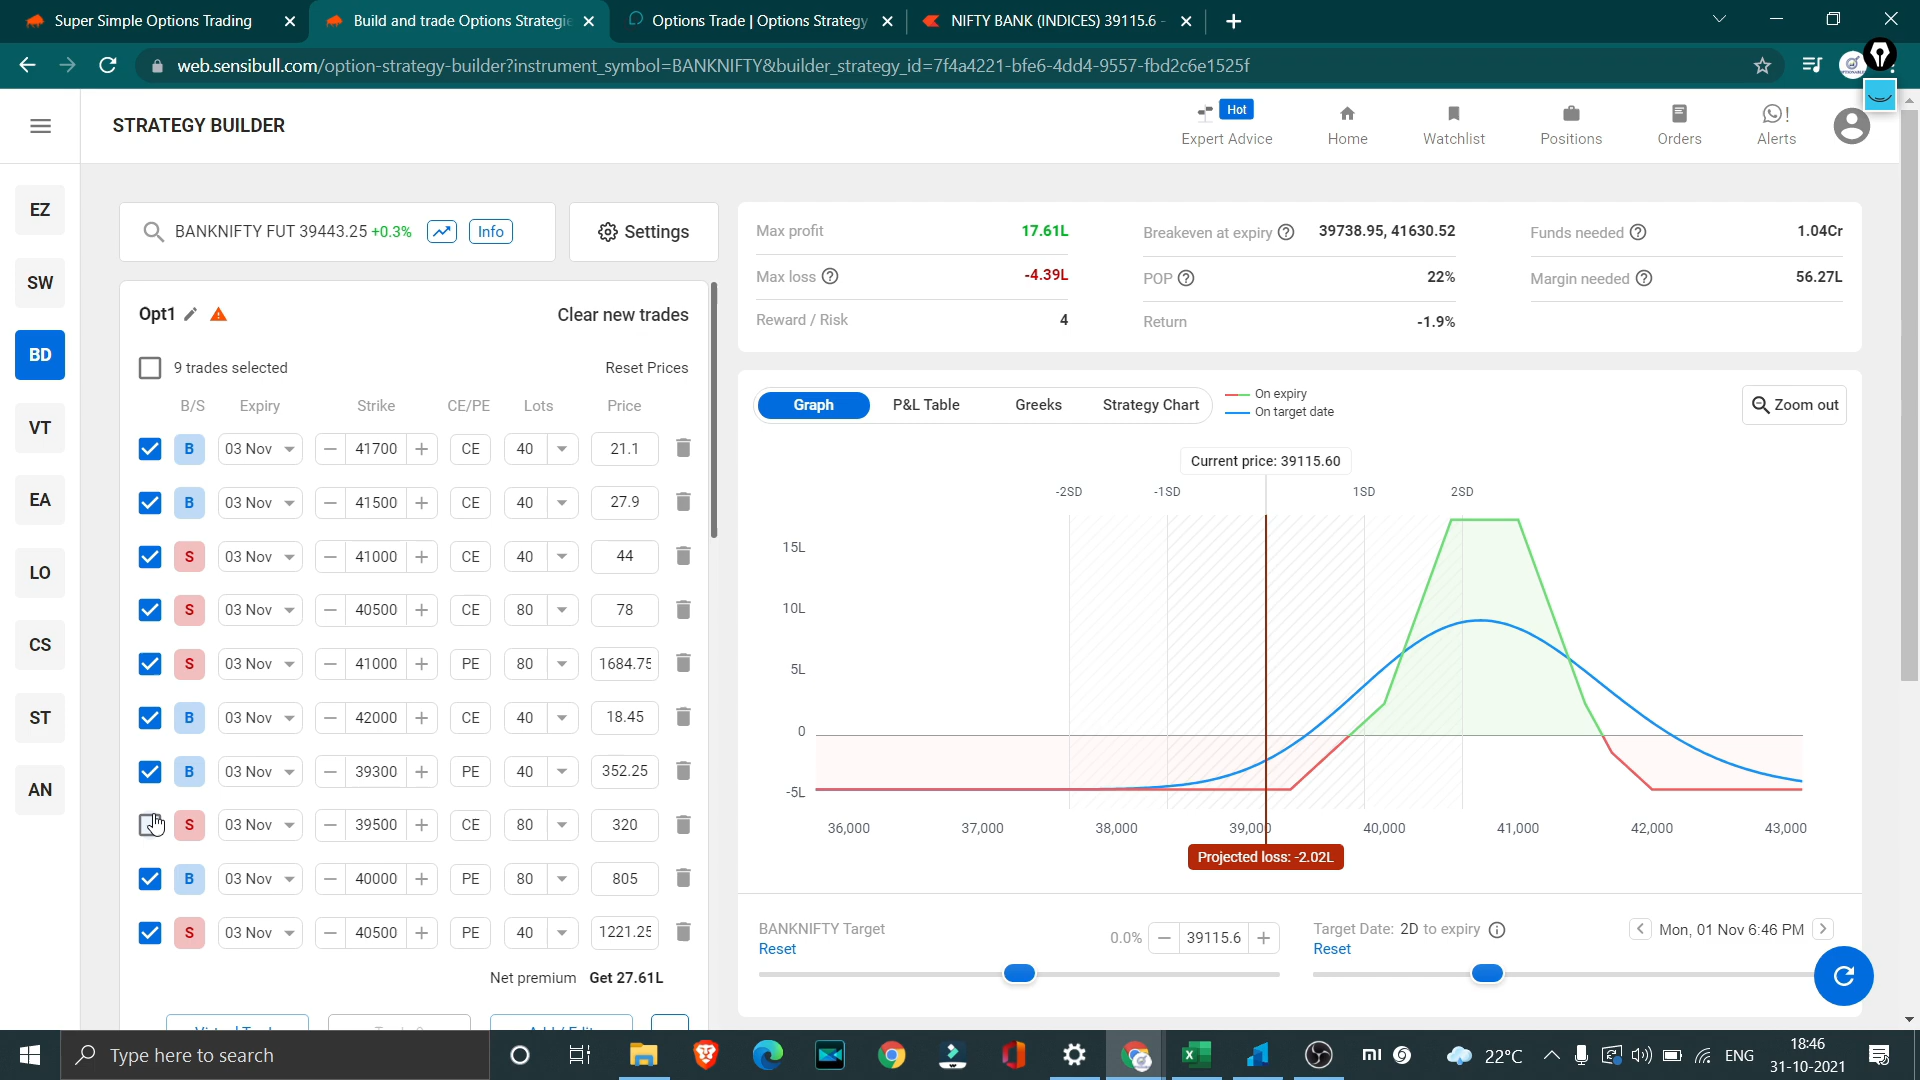 Super Simple Options Trading
Build and trade Options Strategie
Options Trade | Options Strategy
NIFTY BANK (INDICES) 39115.6 -
web.sensibull.com/option-strategy-builder?instrument_symbol=BANKNIFTY&builder_strategy_id=7f4a4221-bfe6-4dd4-9557-fbd2c6e1525f
STRATEGY BUILDER
Hot
Expert Advice
Home
Watchlist
Positions
Orders
Alerts
EZ
SW
BD
VT
EA
LO
CS
ST
AN
BANKNIFTY FUT 39443.25 +0.3%
Info
Settings
Opt1
Clear new trades
9 trades selected
Reset Prices
B/S Expiry Strike CE/PE Lots Price
B 03 Nov − 41700 + CE 40 21.1
B 03 Nov − 41500 + CE 40 27.9
S 03 Nov − 41000 + CE 40 44
S 03 Nov − 40500 + CE 80 78
S 03 Nov − 41000 + PE 80 1684.75
B 03 Nov − 42000 + CE 40 18.45
B 03 Nov − 39300 + PE 40 352.25
S 03 Nov − 39500 + CE 80 320
B 03 Nov − 40000 + PE 80 805
S 03 Nov − 40500 + PE 40 1221.25
Net premium Get 27.61L
Max profit 17.61L
Max loss -4.39L
Reward / Risk 4
Breakeven at expiry 39738.95, 41630.52
POP 22%
Return -1.9%
Funds needed 1.04Cr
Margin needed 56.27L
Graph
P&L Table
Greeks
Strategy Chart
On expiry
On target date
Zoom out
Current price: 39115.60
-2SD -1SD 1SD 2SD
15L
10L
5L
0
-5L
36,000 37,000 38,000 39,000 40,000 41,000 42,000 43,000
Projected loss: -2.02L
BANKNIFTY Target
Reset
0.0% − 39115.6 +
Target Date: 2D to expiry
Reset
Mon, 01 Nov 6:46 PM
Type here to search
22°C
ENG
18:46
31-10-2021